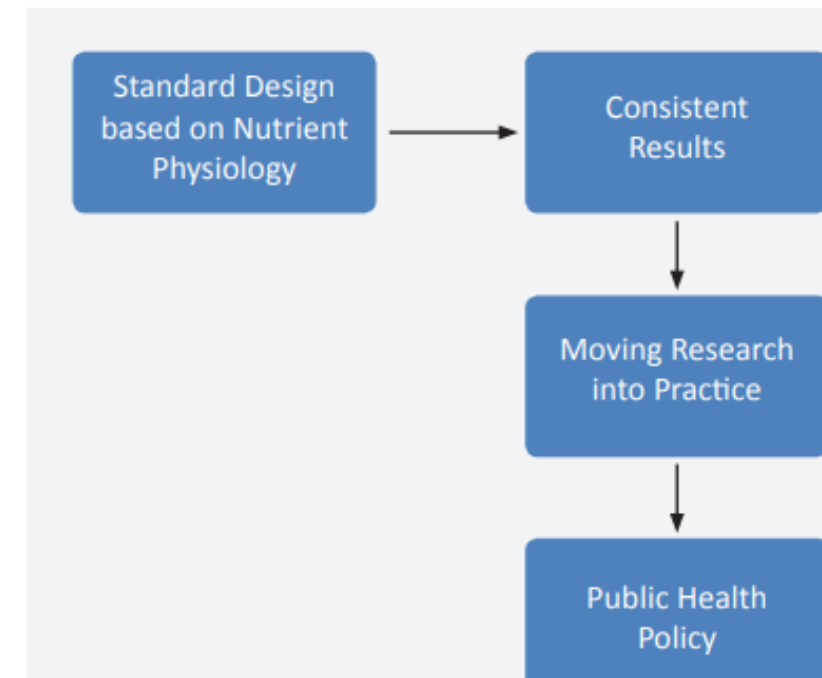 Standard Design
based on Nutrient
Physiology
Consistent
Results
Moving Research
into Practice
Public Health
Policy